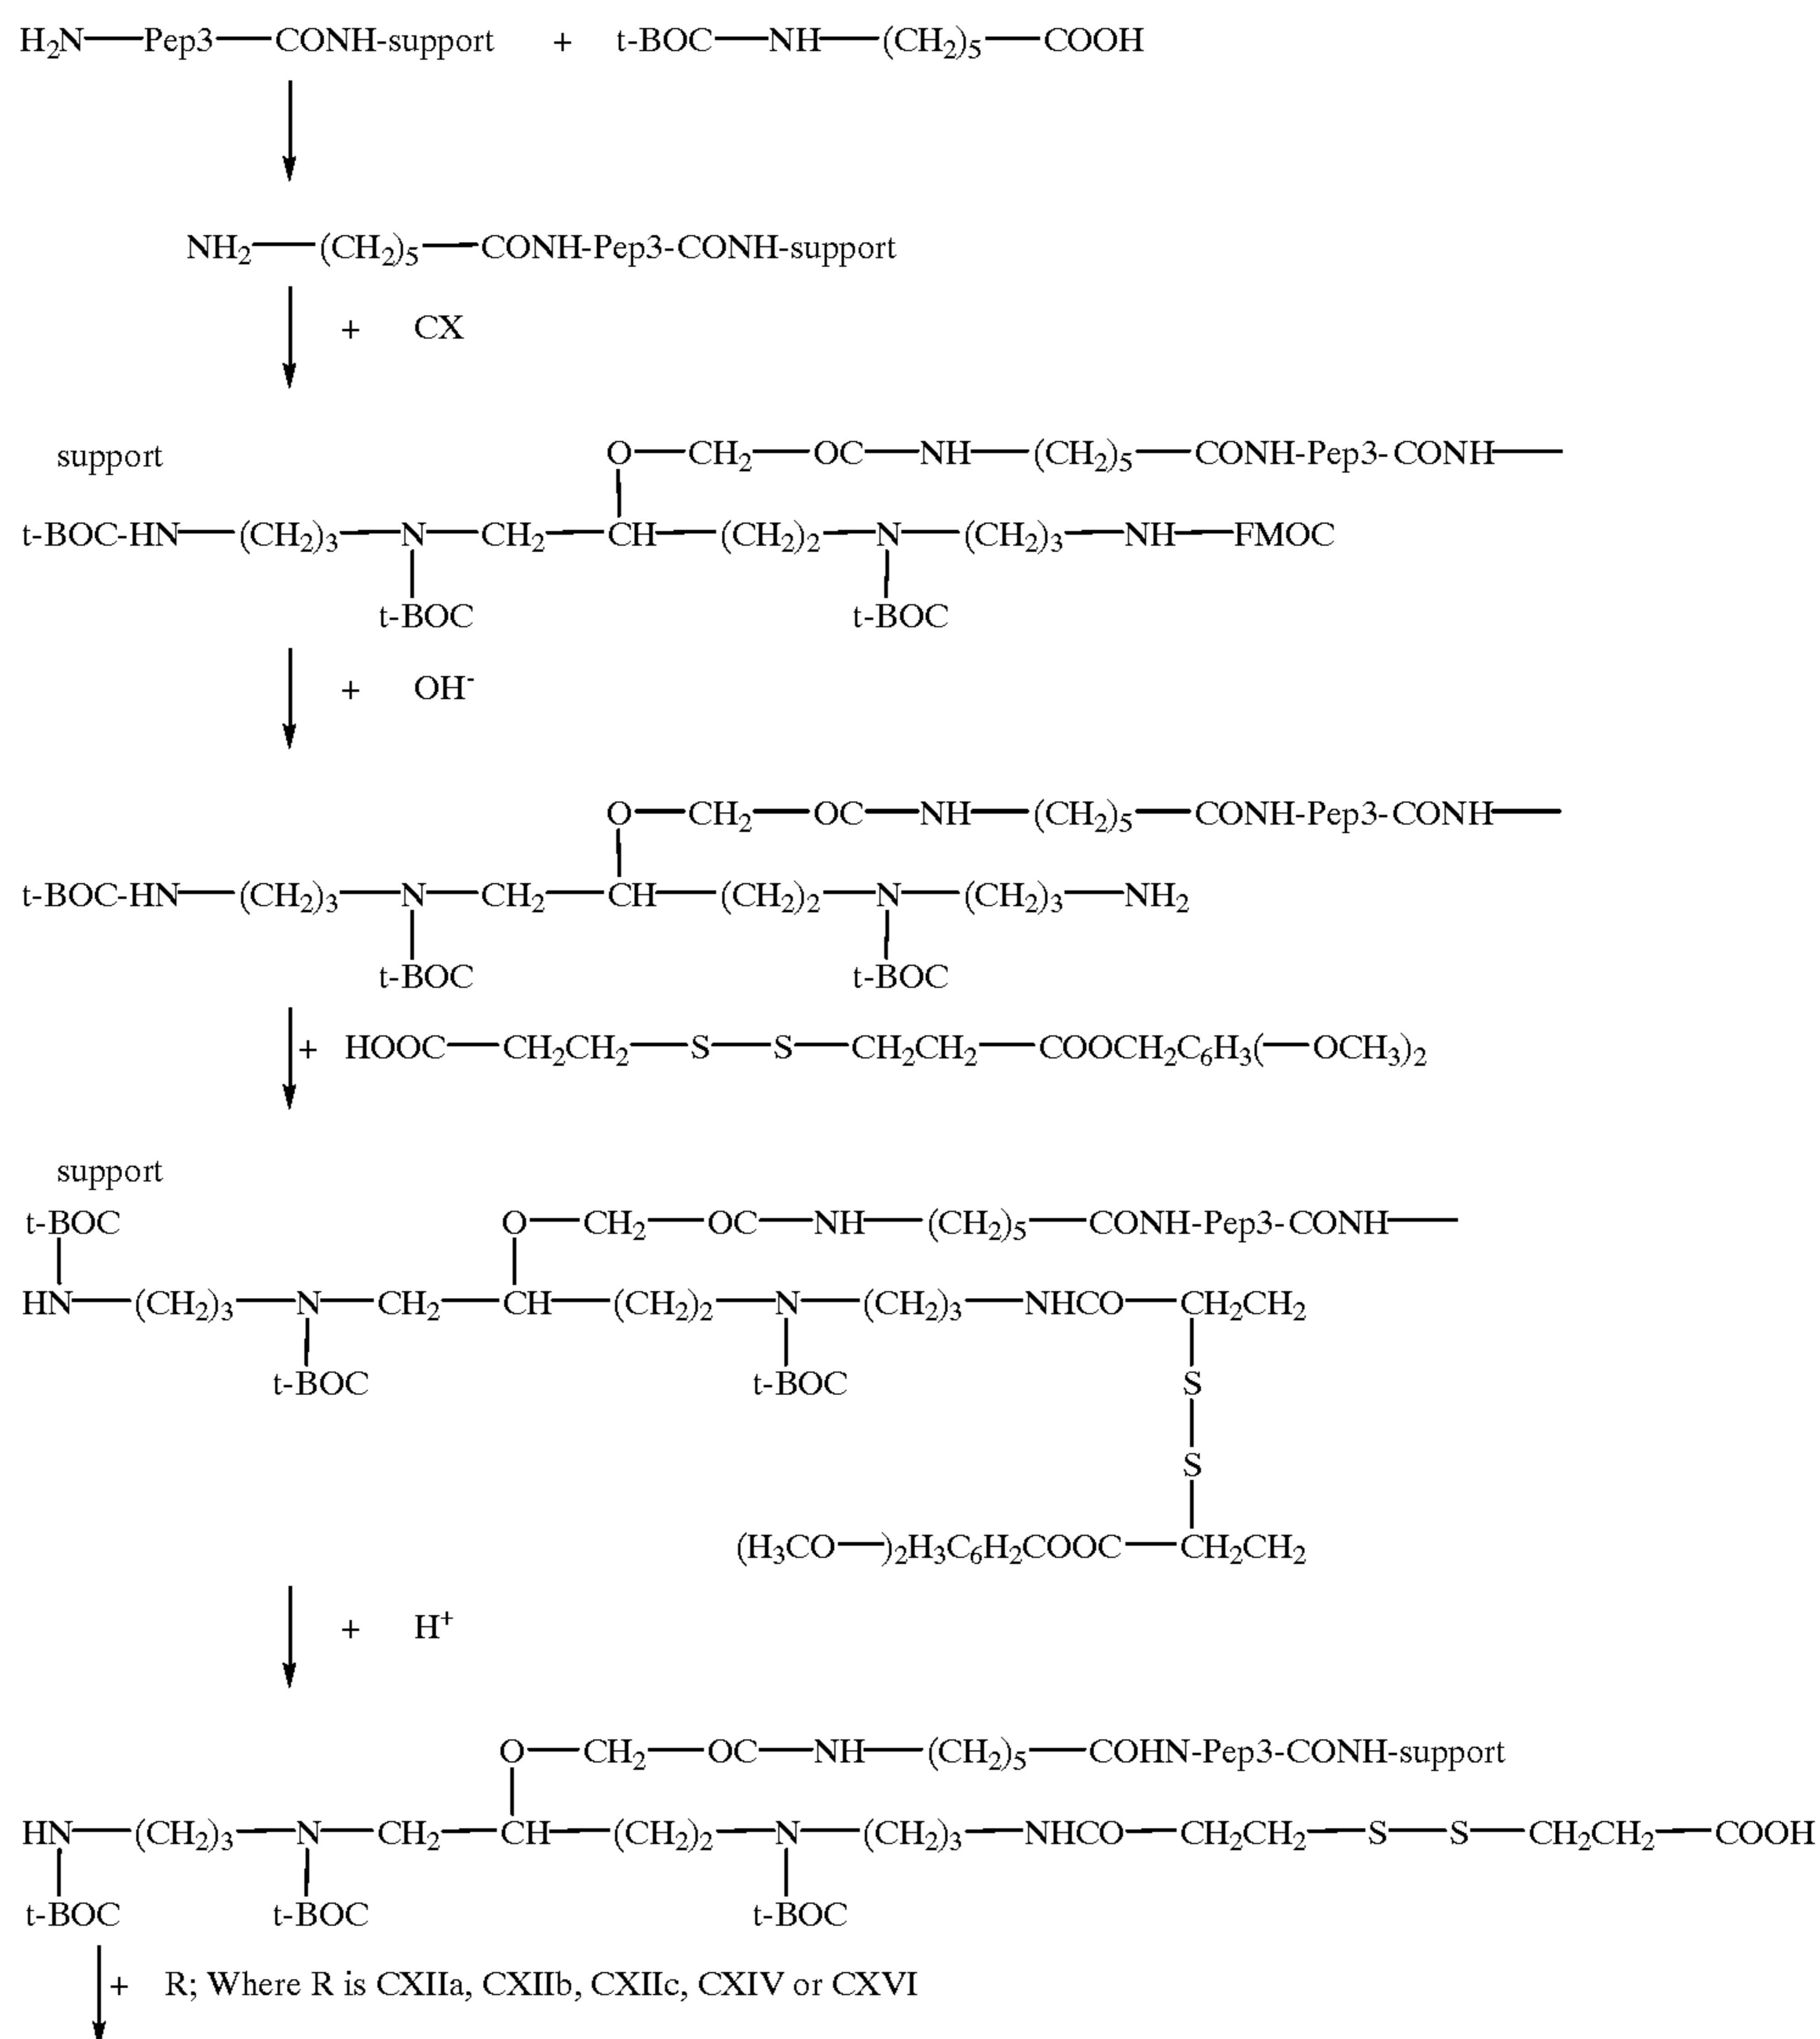 H₂N—Pep3—CONH-support + t-BOC—NH—(CH₂)₅—COOH
NH₂—(CH₂)₅—CONH-Pep3-CONH-support
+ CX
support
O—CH₂—OC—NH—(CH₂)₅—CONH-Pep3-CONH—
t-BOC-HN—(CH₂)₃—N—CH₂—CH—(CH₂)₂—N—(CH₂)₃—NH—FMOC
t-BOC t-BOC
+ OH⁻
O—CH₂—OC—NH—(CH₂)₅—CONH-Pep3-CONH—
t-BOC-HN—(CH₂)₃—N—CH₂—CH—(CH₂)₂—N—(CH₂)₃—NH₂
t-BOC t-BOC
+ HOOC—CH₂CH₂—S—S—CH₂CH₂—COOCH₂C₆H₃(—OCH₃)₂
support
t-BOC O—CH₂—OC—NH—(CH₂)₅—CONH-Pep3-CONH—
HN—(CH₂)₃—N—CH₂—CH—(CH₂)₂—N—(CH₂)₃—NHCO—CH₂CH₂
t-BOC t-BOC S
S
(H₃CO—)₂H₃C₆H₂COOC—CH₂CH₂
+ H⁺
O—CH₂—OC—NH—(CH₂)₅—COHN-Pep3-CONH-support
HN—(CH₂)₃—N—CH₂—CH—(CH₂)₂—N—(CH₂)₃—NHCO—CH₂CH₂—S—S—CH₂CH₂—COOH
t-BOC t-BOC t-BOC
+ R; Where R is CXIIa, CXIIb, CXIIc, CXIV or CXVI